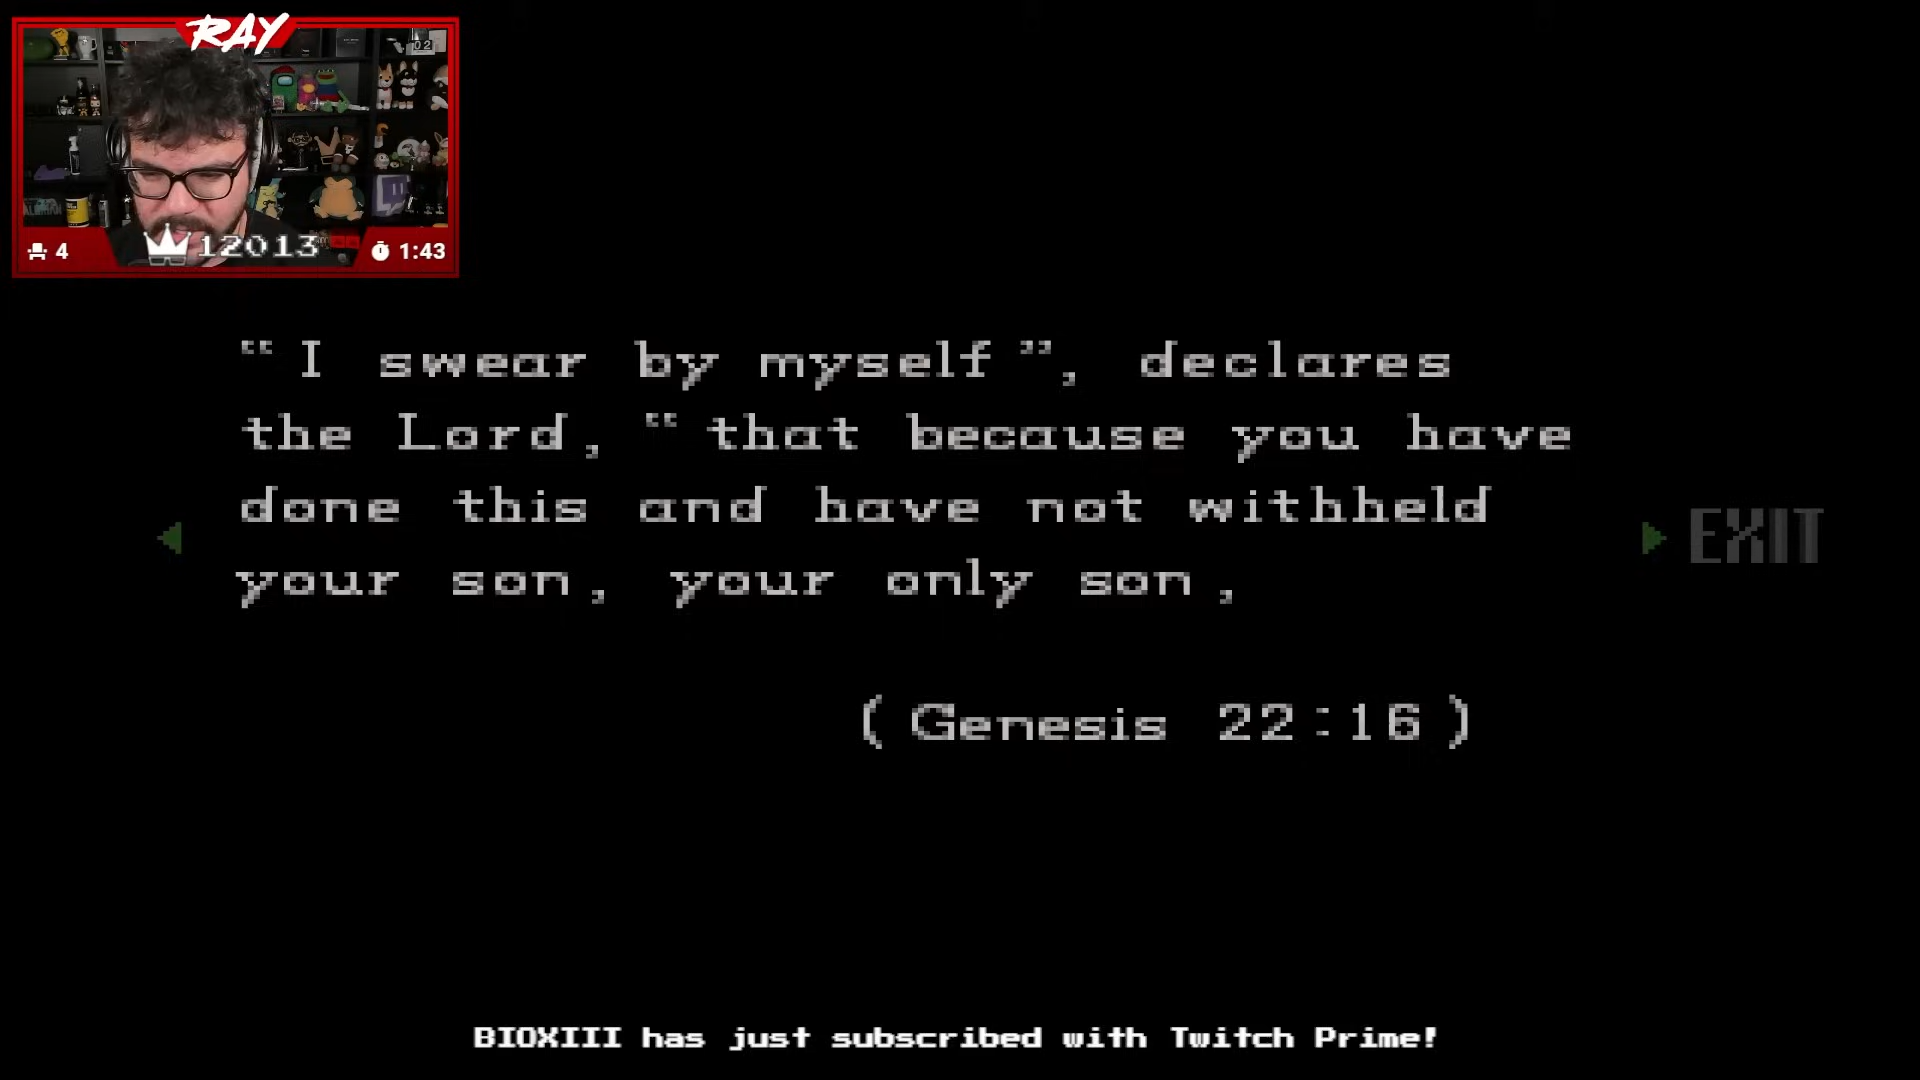 RAY
4
12013
1:43
“I swear by myself”, declares
the Lord, “that because you have
done this and have not withheld
your son, your only son,
(Genesis 22:16)
EXIT
BIOXIII has just subscribed with Twitch Prime!